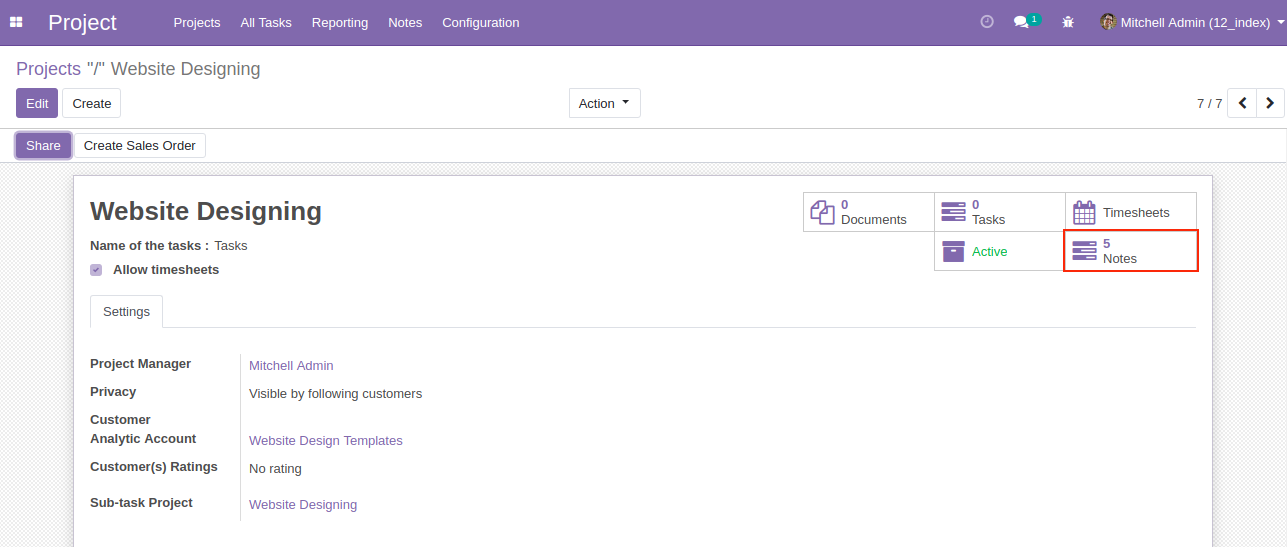 Project Projects All Tasks Reporting Notes Configuration 1 Mitchell Admin (12_index)
Projects "/" Website Designing
Edit Create Action 7 / 7
Share Create Sales Order
Website Designing
0 Documents
0 Tasks
Timesheets
Active
5 Notes
Name of the tasks : Tasks
Allow timesheets
Settings
Project Manager Mitchell Admin
Privacy Visible by following customers
Customer
Analytic Account Website Design Templates
Customer(s) Ratings No rating
Sub-task Project Website Designing